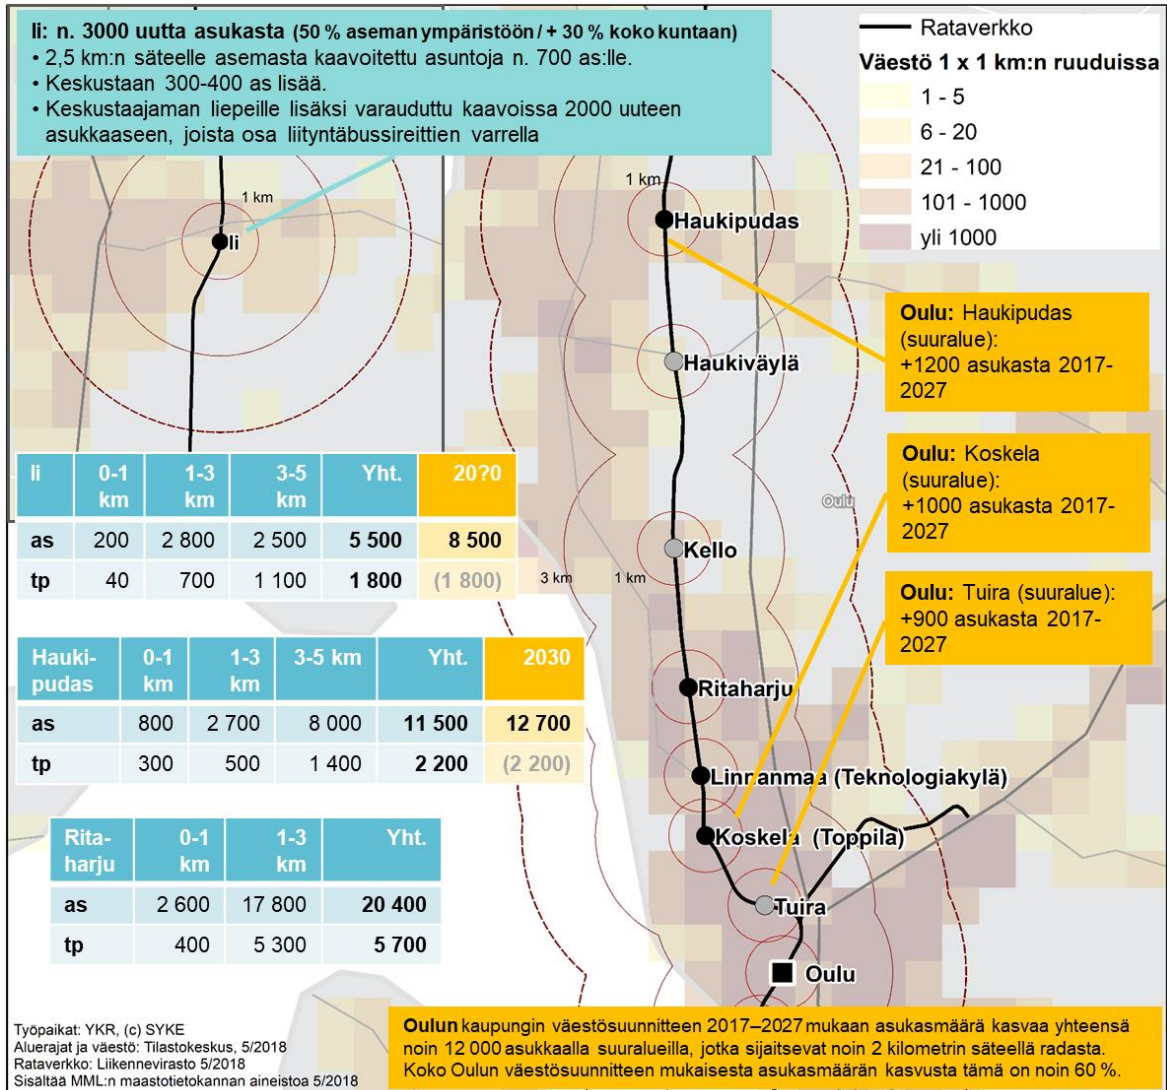 Ii: n. 3000 uutta asukasta (50 % aseman ympäristöön / + 30 % koko kuntaan)
• 2,5 km:n säteelle asemasta kaavoitettu asuntoja n. 700 as:lle.
• Keskustaan 300-400 as lisää.
• Keskustaajaman liepeille lisäksi varauduttu kaavoissa 2000 uuteen
asukkaaseen, joista osa liityntäbussireittien varrella
Rataverkko
Väestö 1 x 1 km:n ruuduissa
1 - 5
6 - 20
21 - 100
101 - 1000
yli 1000
1 km
Ii
1 km
Haukipudas
Haukiväylä
Kello
3 km
1 km
Ritaharju
Linnanmaa (Teknologiakylä)
Koskela (Toppila)
Tuira
Oulu
Oulu
Oulu: Haukipudas
(suuralue):
+1200 asukasta 2017-
2027
Oulu: Koskela
(suuralue):
+1000 asukasta 2017-
2027
Oulu: Tuira (suuralue):
+900 asukasta 2017-
2027
Ii 0-1 km 1-3 km 3-5 km Yht. 20?0
as 200 2 800 2 500 5 500 8 500
tp 40 700 1 100 1 800 (1 800)
Hauki-pudas 0-1 km 1-3 km 3-5 km Yht. 2030
as 800 2 700 8 000 11 500 12 700
tp 300 500 1 400 2 200 (2 200)
Rita-harju 0-1 km 1-3 km Yht.
as 2 600 17 800 20 400
tp 400 5 300 5 700
Työpaikat: YKR, (c) SYKE
Aluerajat ja väestö: Tilastokeskus, 5/2018
Rataverkko: Liikennevirasto 5/2018
Sisältää MML:n maastotietokannan aineistoa 5/2018
Oulun kaupungin väestösuunnitteen 2017–2027 mukaan asukasmäärä kasvaa yhteensä
noin 12 000 asukkaalla suuralueilla, jotka sijaitsevat noin 2 kilometrin säteellä radasta.
Koko Oulun väestösuunnitteen mukaisesta asukasmäärän kasvusta tämä on noin 60 %.